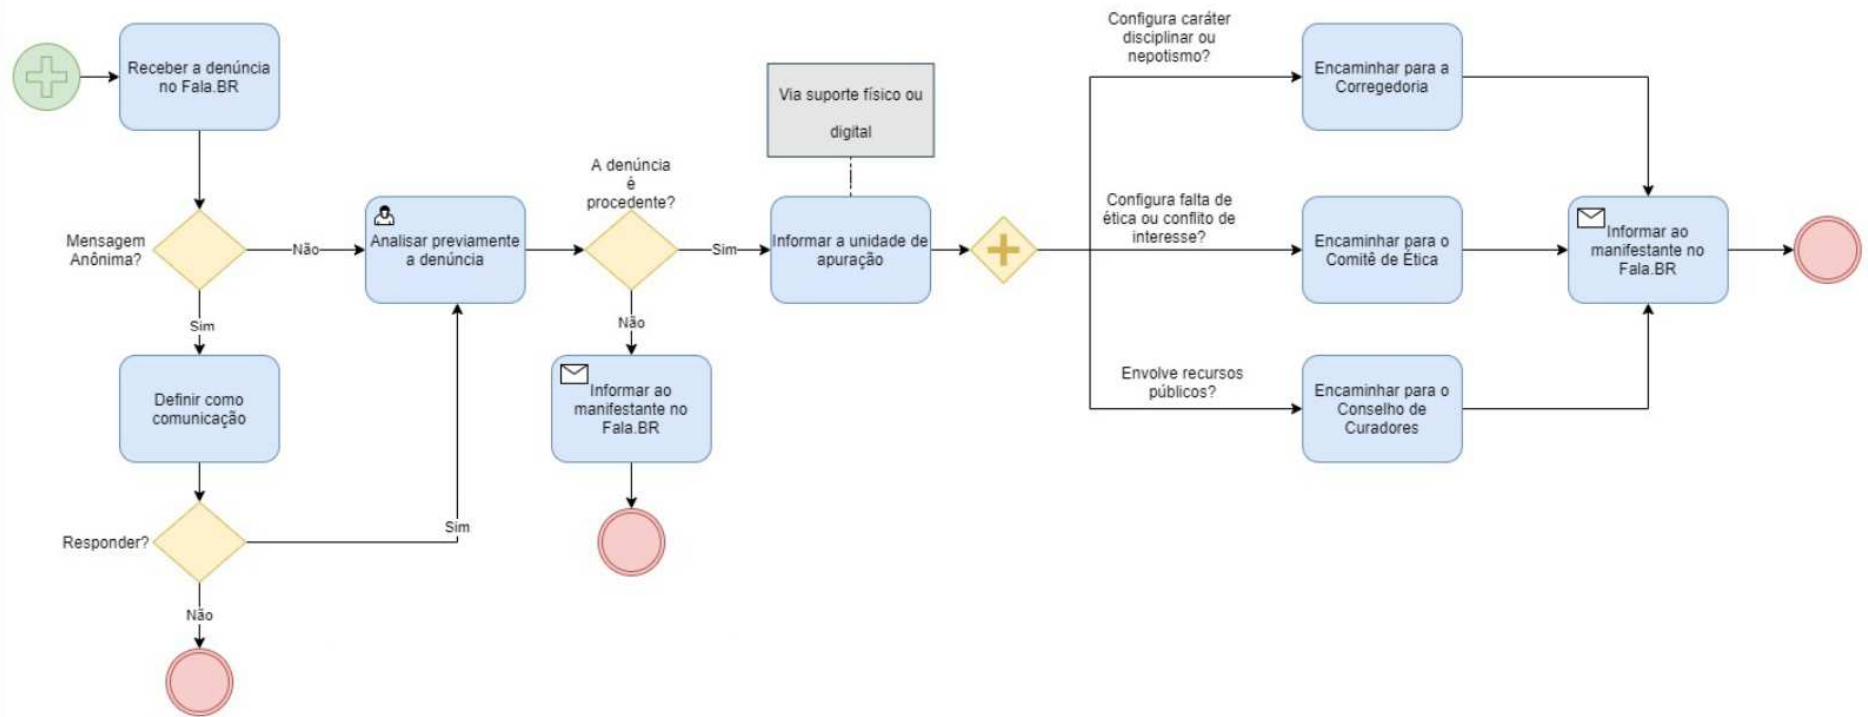 Receber a denúncia
no Fala.BR
Mensagem
Anônima?
Não
Sim
Definir como
comunicação
Responder?
Sim
Não
Analisar previamente
a denúncia
A denúncia
é
procedente?
Sim
Não
Informar ao
manifestante no
Fala.BR
Via suporte físico ou
digital
Informar a unidade de
apuração
Configura caráter
disciplinar ou
nepotismo?
Encaminhar para a
Corregedoria
Configura falta de
ética ou conflito de
interesse?
Encaminhar para o
Comitê de Ética
Envolve recursos
públicos?
Encaminhar para o
Conselho de
Curadores
Informar ao
manifestante no
Fala.BR